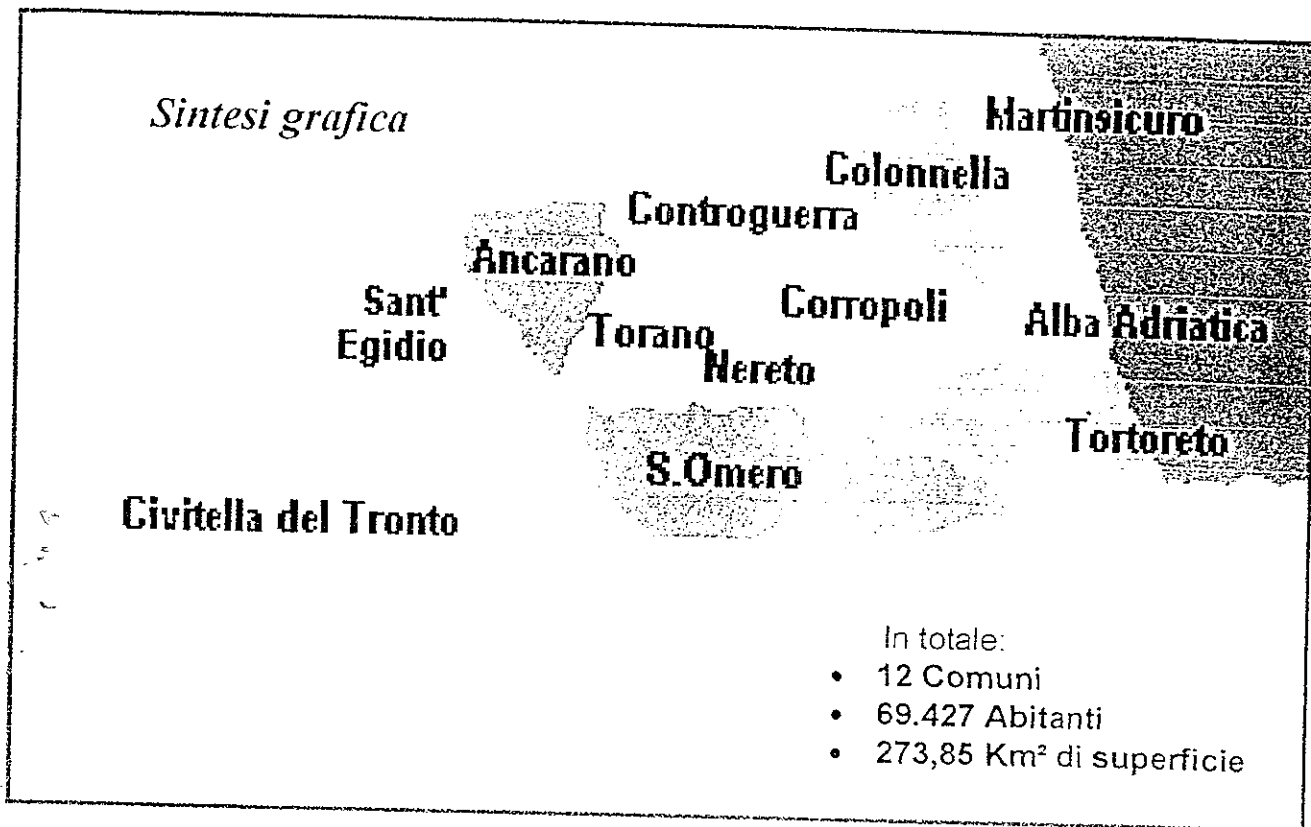 Sintesi grafica
Martinsicuro
Colonnella
Controguerra
Ancarano
Sant'
Egidio
Corropoli
Alba Adriatica
Torano
Nereto
Tortoreto
S.Omero
Civitella del Tronto
In totale:
• 12 Comuni
• 69.427 Abitanti
• 273,85 Km² di superficie